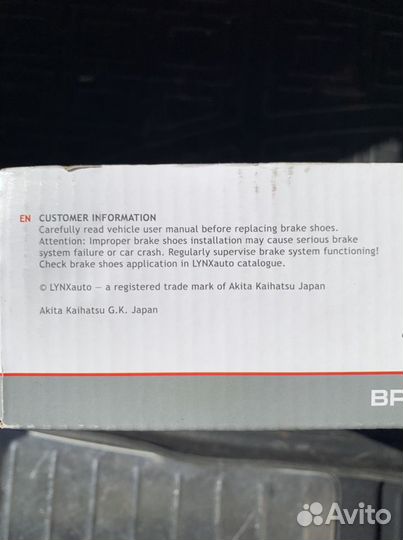 EN CUSTOMER INFORMATION
Carefully read vehicle user manual before replacing brake shoes.
Attention: Improper brake shoes installation may cause serious brake
system failure or car crash. Regularly supervise brake system functioning!
Check brake shoes application in LYNXauto catalogue.
© LYNXauto — a registered trade mark of Akita Kaihatsu Japan
Akita Kaihatsu G.K. Japan
Avito